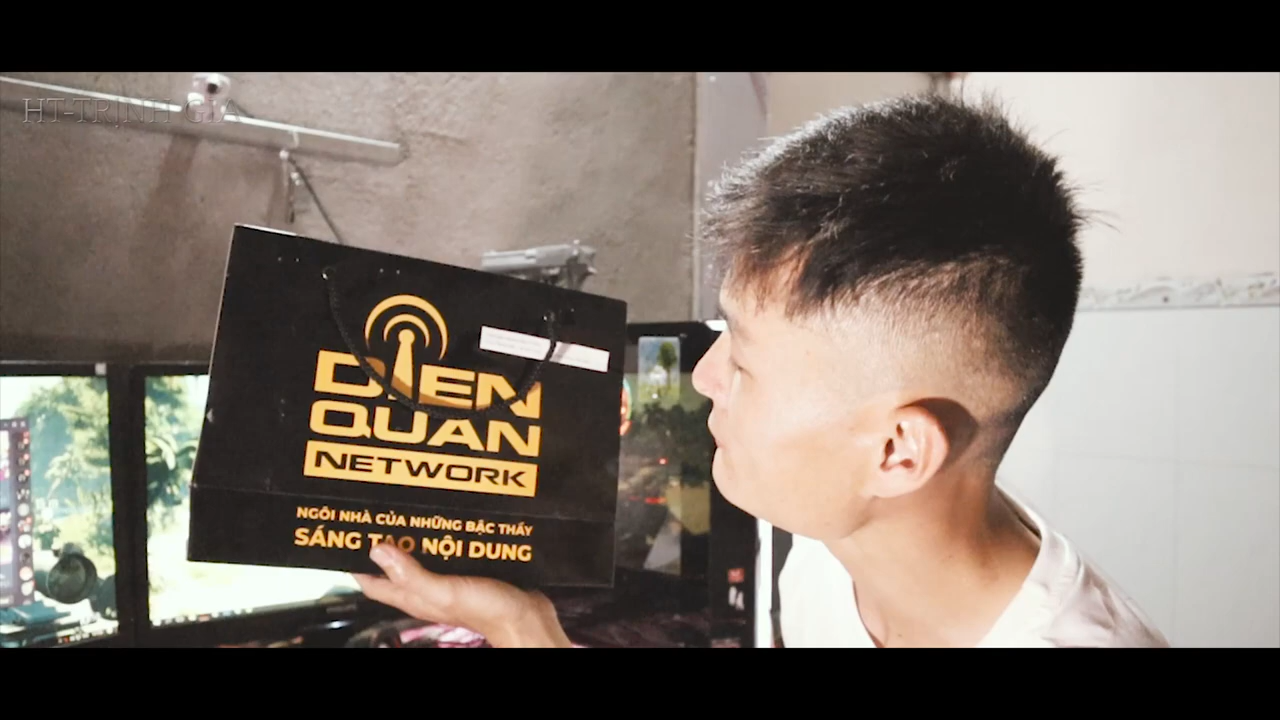 HT-TRỊNH GIA
DIEN
QUAN
NETWORK
NGÔI NHÀ CỦA NHỮNG BẬC THẦY
SÁNG TẠO NỘI DUNG